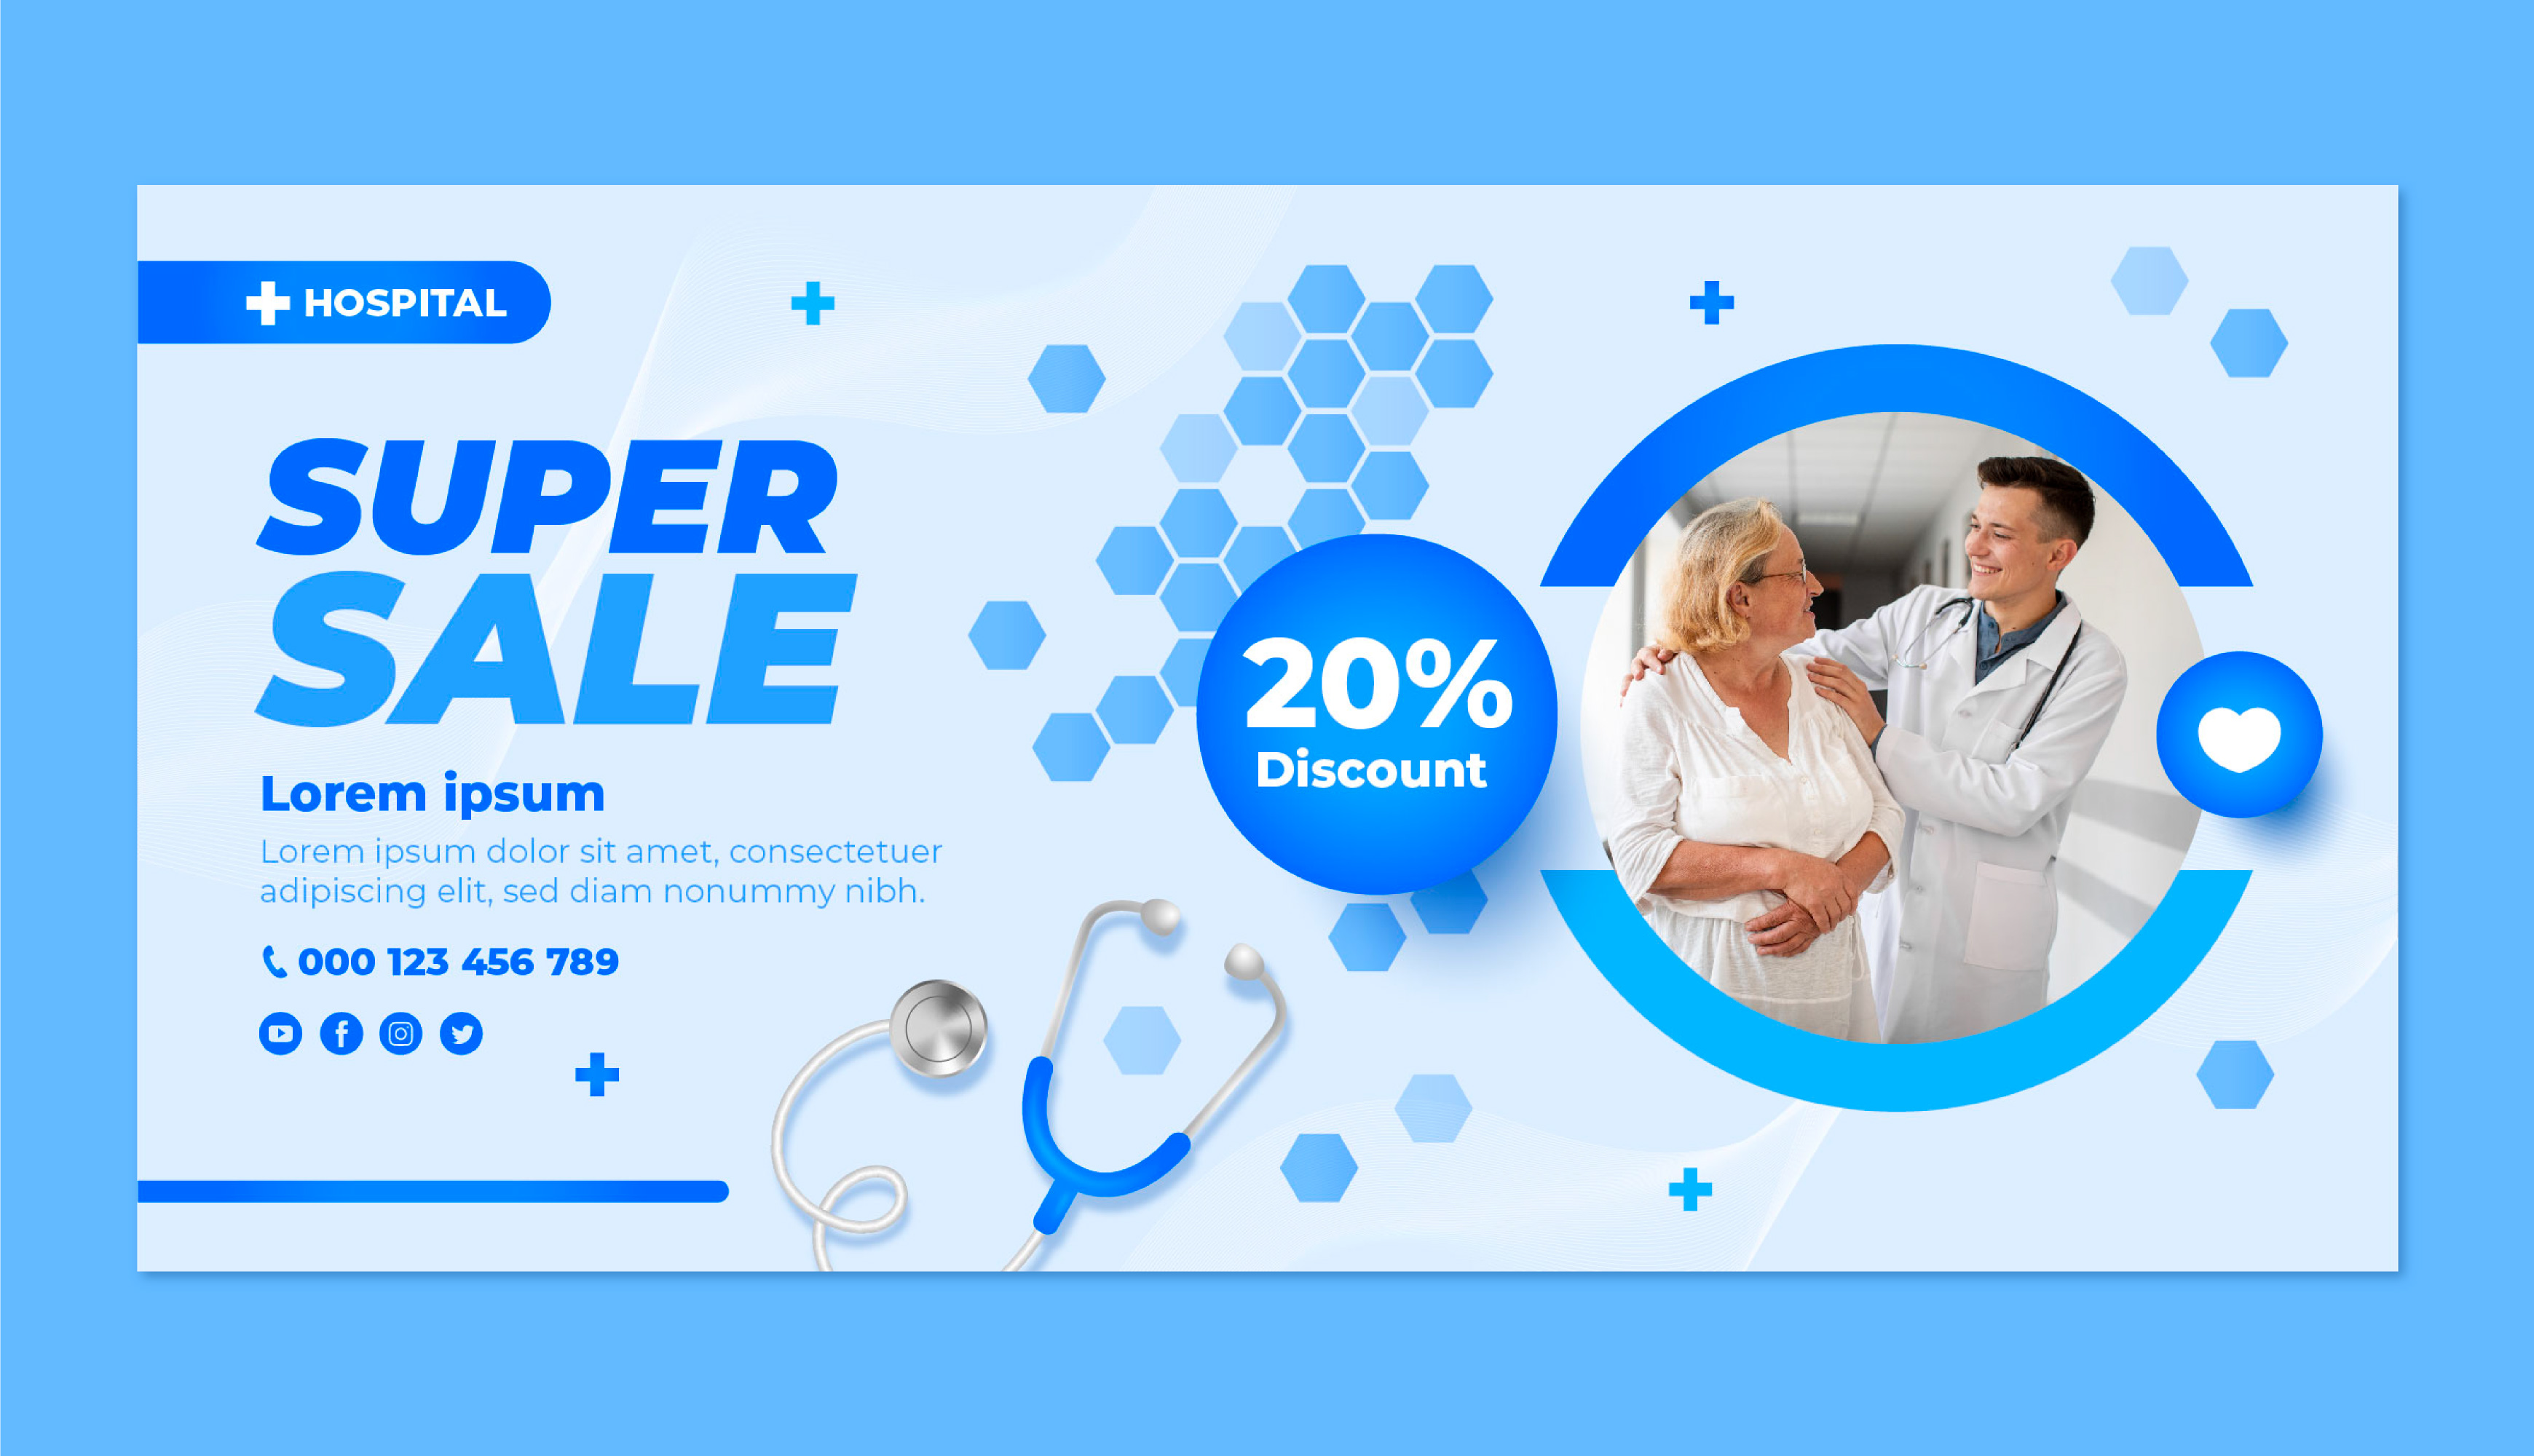 HOSPITAL
SUPER
SALE
Lorem ipsum
Lorem ipsum dolor sit amet, consectetuer
adipiscing elit, sed diam nonummy nibh.
000 123 456 789
20%
Discount